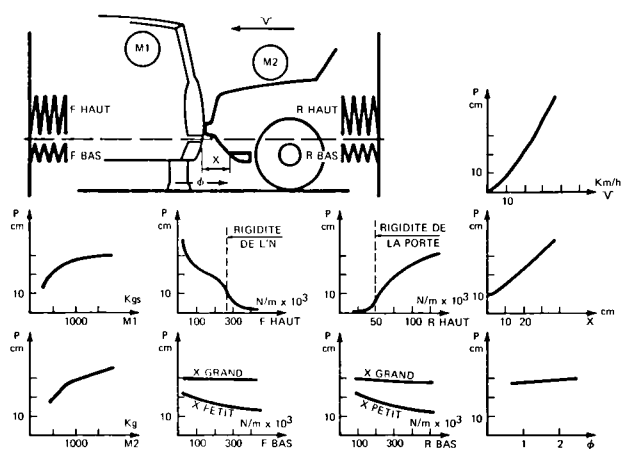 "V"
M1
M2
F HAUT
R HAUT
F BAS
R BAS
X
ϕ
P
cm
10
10
Km/h
"V"
P
cm
10
1000
Kgs
M1
P
cm
RIGIDITE
DE L'N
10
100
300
N/m x 10³
F HAUT
P
cm
RIGIDITE DE
LA PORTE
10
50
100
N/m x 10³
R HAUT
P
cm
10
10 20
cm
X
P
cm
10
1000
Kg
M2
P
cm
X GRAND
X PETIT
10
100
300
N/m x 10³
F BAS
P
cm
X GRAND
X PETIT
10
100
300
N/m x 10³
R BAS
P
cm
10
1
2
ϕ